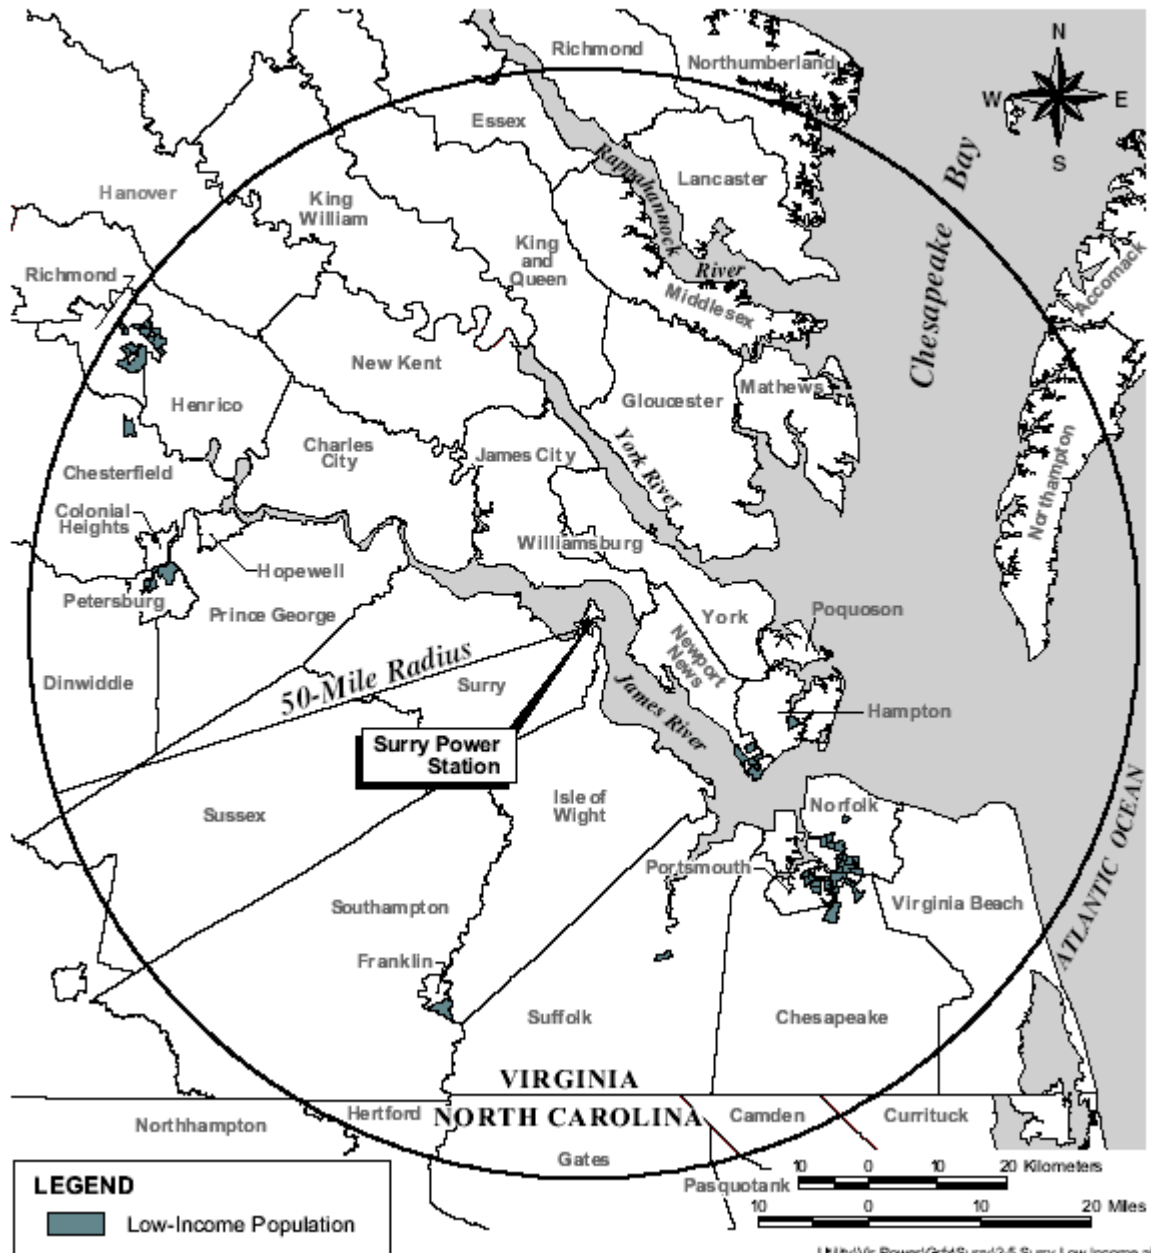 Richmond
Northumberland
N
W
E
S
Essex
Rappahannock
River
Lancaster
Chesapeake Bay
Hanover
King
William
King
and
Queen
Accomack
Richmond
Middlesex
New Kent
Mathews
Henrico
Gloucester
Charles
City
James City
York River
Northampton
Chesterfield
Colonial
Heights
Williamsburg
Hopewell
Petersburg
Prince George
York
Poquoson
Newport
News
50-Mile Radius
Dinwiddie
Surry
James River
Hampton
Surry Power
Station
Isle of
Wight
Norfolk
Sussex
ATLANTIC OCEAN
Portsmouth
Southampton
Virginia Beach
Franklin
Suffolk
Chesapeake
VIRGINIA
Hertford
NORTH CAROLINA
Camden
Currituck
Northhampton
Gates
Pasquotank
10 0 10 20 Kilometers
10 0 10 20 Miles
LEGEND
Low-Income Population